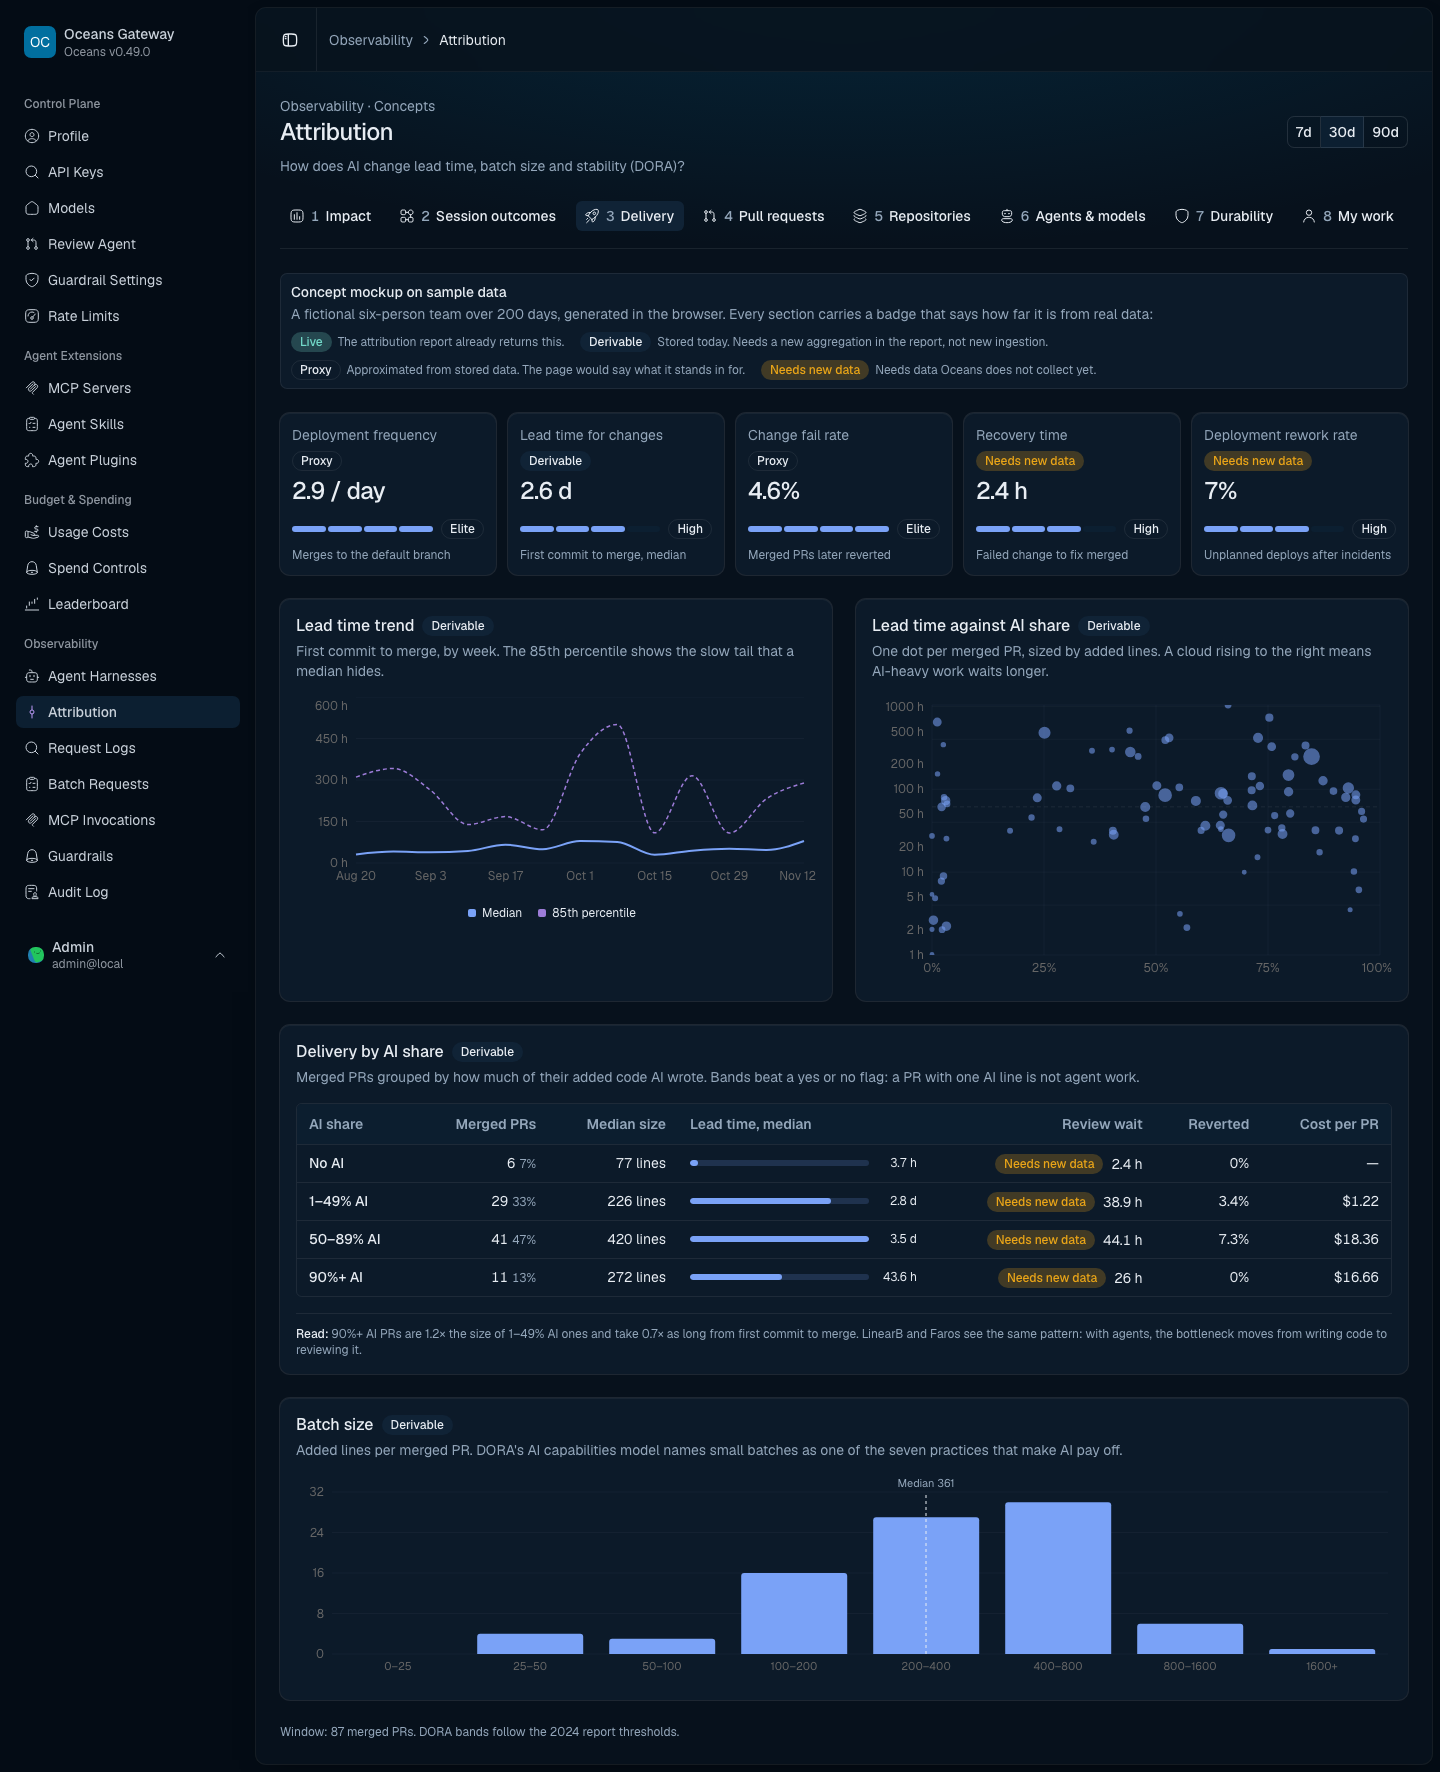 OC
Oceans Gateway
Oceans v0.49.0
Control Plane
Profile
API Keys
Models
Review Agent
Guardrail Settings
Rate Limits
Agent Extensions
MCP Servers
Agent Skills
Agent Plugins
Budget & Spending
Usage Costs
Spend Controls
Leaderboard
Observability
Agent Harnesses
Attribution
Request Logs
Batch Requests
MCP Invocations
Guardrails
Audit Log
Admin
admin@local
Observability > Attribution
Observability · Concepts
Attribution
How does AI change lead time, batch size and stability (DORA)?
7d 30d 90d
1 Impact 2 Session outcomes 3 Delivery 4 Pull requests 5 Repositories 6 Agents & models 7 Durability 8 My work
Concept mockup on sample data
A fictional six-person team over 200 days, generated in the browser. Every section carries a badge that says how far it is from real data:
Live The attribution report already returns this. Derivable Stored today. Needs a new aggregation in the report, not new ingestion.
Proxy Approximated from stored data. The page would say what it stands in for. Needs new data Needs data Oceans does not collect yet.
Deployment frequency
Proxy
2.9 / day
Elite
Merges to the default branch
Lead time for changes
Derivable
2.6 d
High
First commit to merge, median
Change fail rate
Proxy
4.6%
Elite
Merged PRs later reverted
Recovery time
Needs new data
2.4 h
High
Failed change to fix merged
Deployment rework rate
Needs new data
7%
High
Unplanned deploys after incidents
Lead time trend Derivable
First commit to merge, by week. The 85th percentile shows the slow tail that a
median hides.
600 h
450 h
300 h
150 h
0 h
Aug 20 Sep 3 Sep 17 Oct 1 Oct 15 Oct 29 Nov 12
Median 85th percentile
Lead time against AI share Derivable
One dot per merged PR, sized by added lines. A cloud rising to the right means
AI-heavy work waits longer.
1000 h
500 h
200 h
100 h
50 h
20 h
10 h
5 h
2 h
1 h
0% 25% 50% 75% 100%
Delivery by AI share Derivable
Merged PRs grouped by how much of their added code AI wrote. Bands beat a yes or no flag: a PR with one AI line is not agent work.
AI share Merged PRs Median size Lead time, median Review wait Reverted Cost per PR
No AI 6 7% 77 lines 3.7 h Needs new data 2.4 h 0% —
1–49% AI 29 33% 226 lines 2.8 d Needs new data 38.9 h 3.4% $1.22
50–89% AI 41 47% 420 lines 3.5 d Needs new data 44.1 h 7.3% $18.36
90%+ AI 11 13% 272 lines 43.6 h Needs new data 26 h 0% $16.66
Read: 90%+ AI PRs are 1.2× the size of 1–49% AI ones and take 0.7× as long from first commit to merge. LinearB and Faros see the same pattern: with agents, the bottleneck moves from writing code to
reviewing it.
Batch size Derivable
Added lines per merged PR. DORA's AI capabilities model names small batches as one of the seven practices that make AI pay off.
Median 361
32
24
16
8
0
0–25 25–50 50–100 100–200 200–400 400–800 800–1600 1600+
Window: 87 merged PRs. DORA bands follow the 2024 report thresholds.